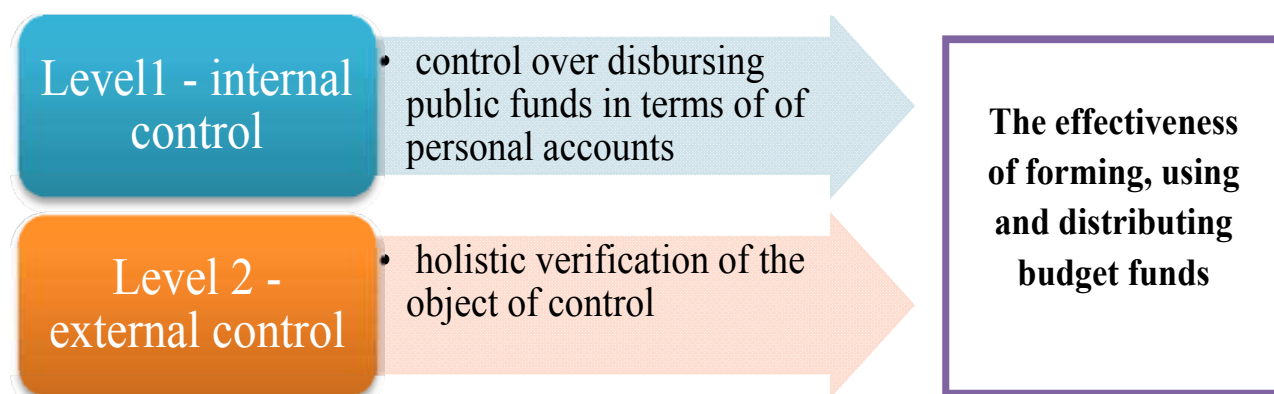 Level1 - internal
control
• control over disbursing
public funds in terms of of
personal accounts
Level 2 -
external control
• holistic verification of the
object of control
The effectiveness
of forming, using
and distributing
budget funds